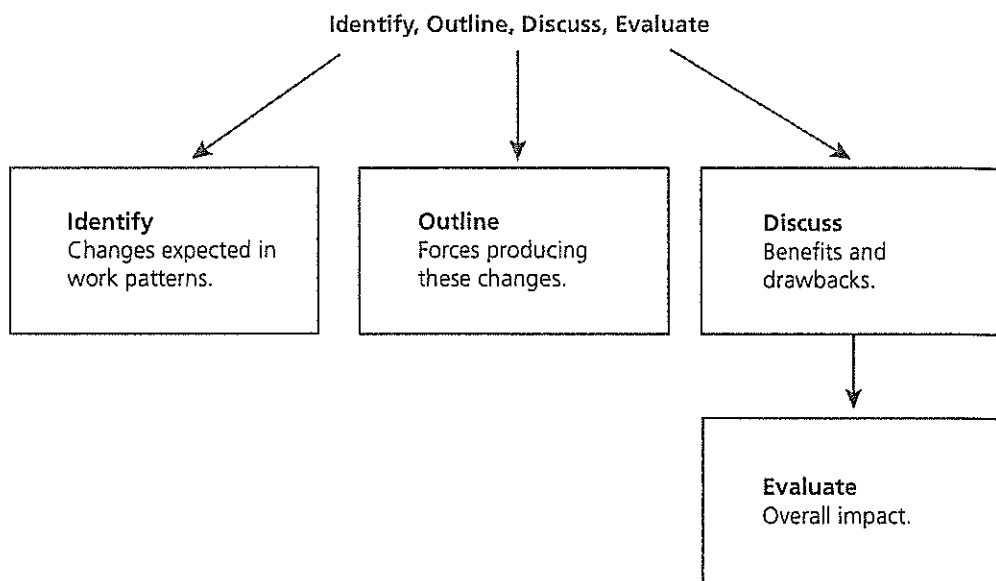 Identify, Outline, Discuss, Evaluate
Identify
Changes expected in
work patterns.
Outline
Forces producing
these changes.
Discuss
Benefits and
drawbacks.
Evaluate
Overall impact.